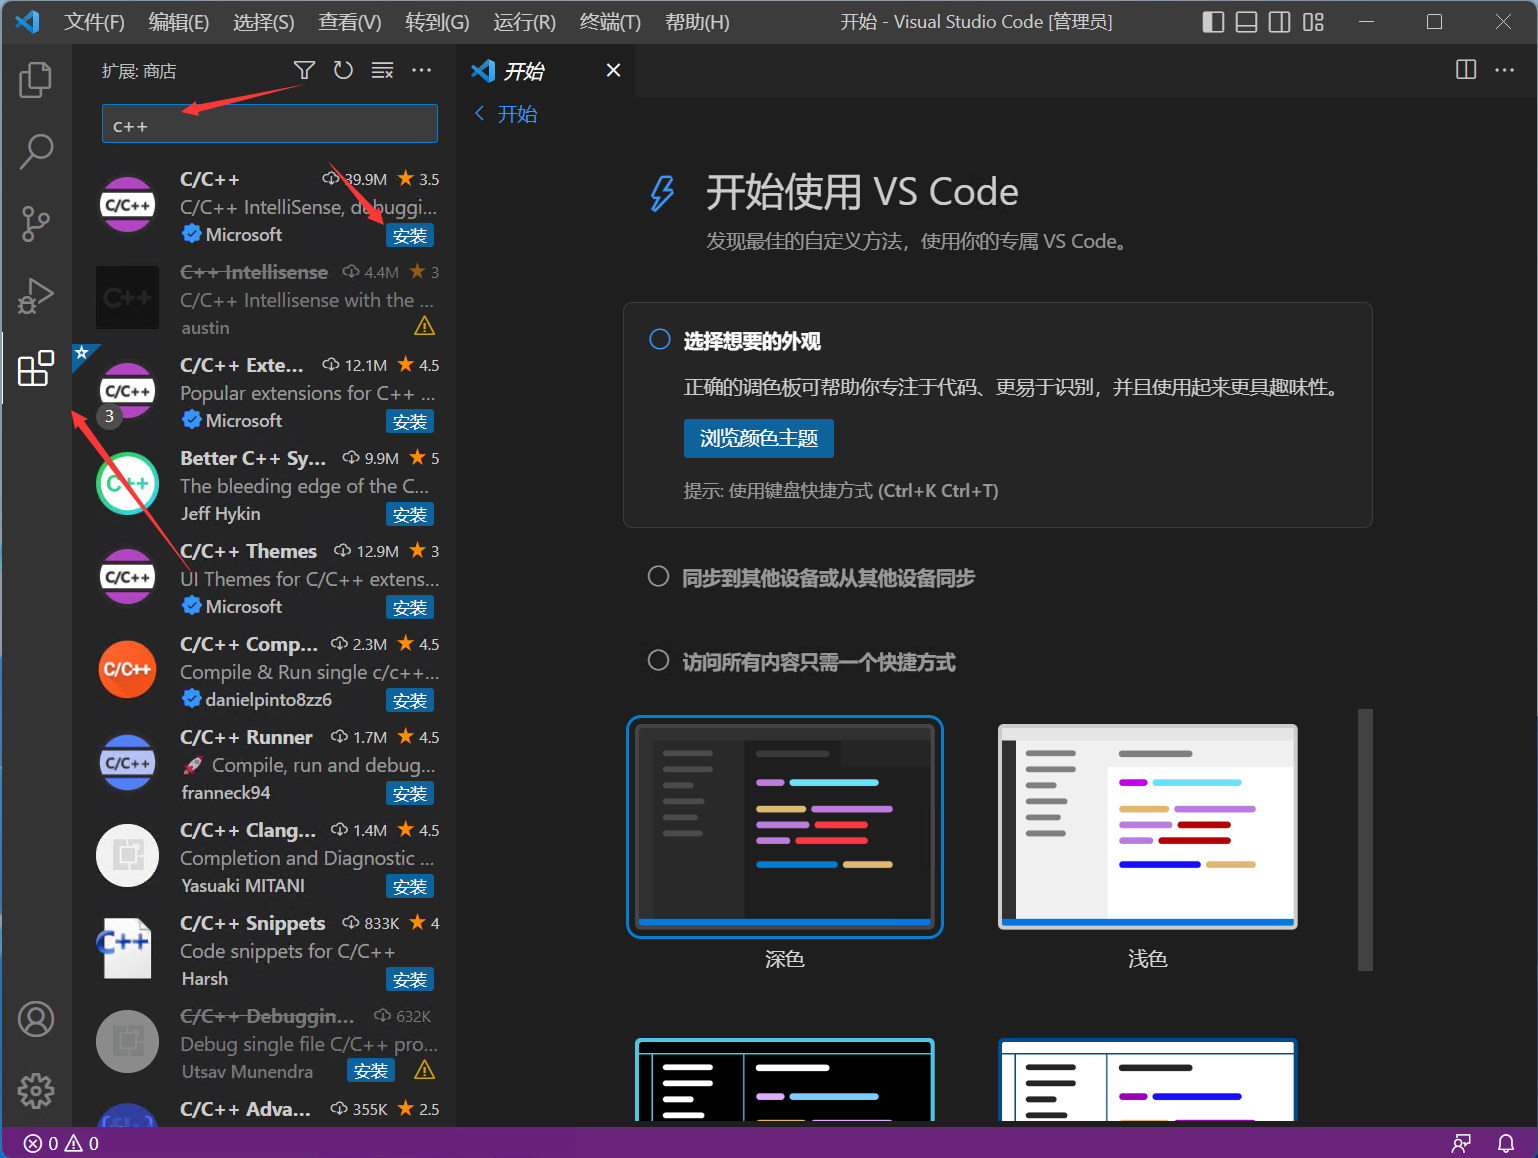 文件(F) 编辑(E) 选择(S) 查看(V) 转到(G) 运行(R) 终端(T) 帮助(H) 开始 - Visual Studio Code [管理员]
扩展: 商店
开始
c++
开始
C/C++ 39.9M 3.5
C/C++ IntelliSense, debuggi...
Microsoft 安装
C++ Intellisense 4.4M 3
C/C++ Intellisense with the ...
austin
C/C++ Exte... 12.1M 4.5
Popular extensions for C++ ...
Microsoft 安装
3
Better C++ Sy... 9.9M 5
The bleeding edge of the C...
Jeff Hykin 安装
C/C++ Themes 12.9M 3
UI Themes for C/C++ extens...
Microsoft 安装
C/C++ Comp... 2.3M 4.5
Compile & Run single c/c++...
danielpinto8zz6 安装
C/C++ Runner 1.7M 4.5
🚀 Compile, run and debug...
franneck94 安装
C/C++ Clang... 1.4M 4.5
Completion and Diagnostic ...
Yasuaki MITANI 安装
C/C++ Snippets 833K 4
Code snippets for C/C++
Harsh 安装
C/C++ Debuggin... 632K
Debug single file C/C++ pro...
Utsav Munendra 安装
C/C++ Adva... 355K 2.5
C/C++
C++
C/C++
C++
C/C++
C/C++
C/C++
C++
开始使用 VS Code
发现最佳的自定义方法，使用你的专属 VS Code。
选择想要的外观
正确的调色板可帮助你专注于代码、更易于识别，并且使用起来更具趣味性。
浏览颜色主题
提示: 使用键盘快捷方式 (Ctrl+K Ctrl+T)
同步到其他设备或从其他设备同步
访问所有内容只需一个快捷方式
深色
浅色
0 0